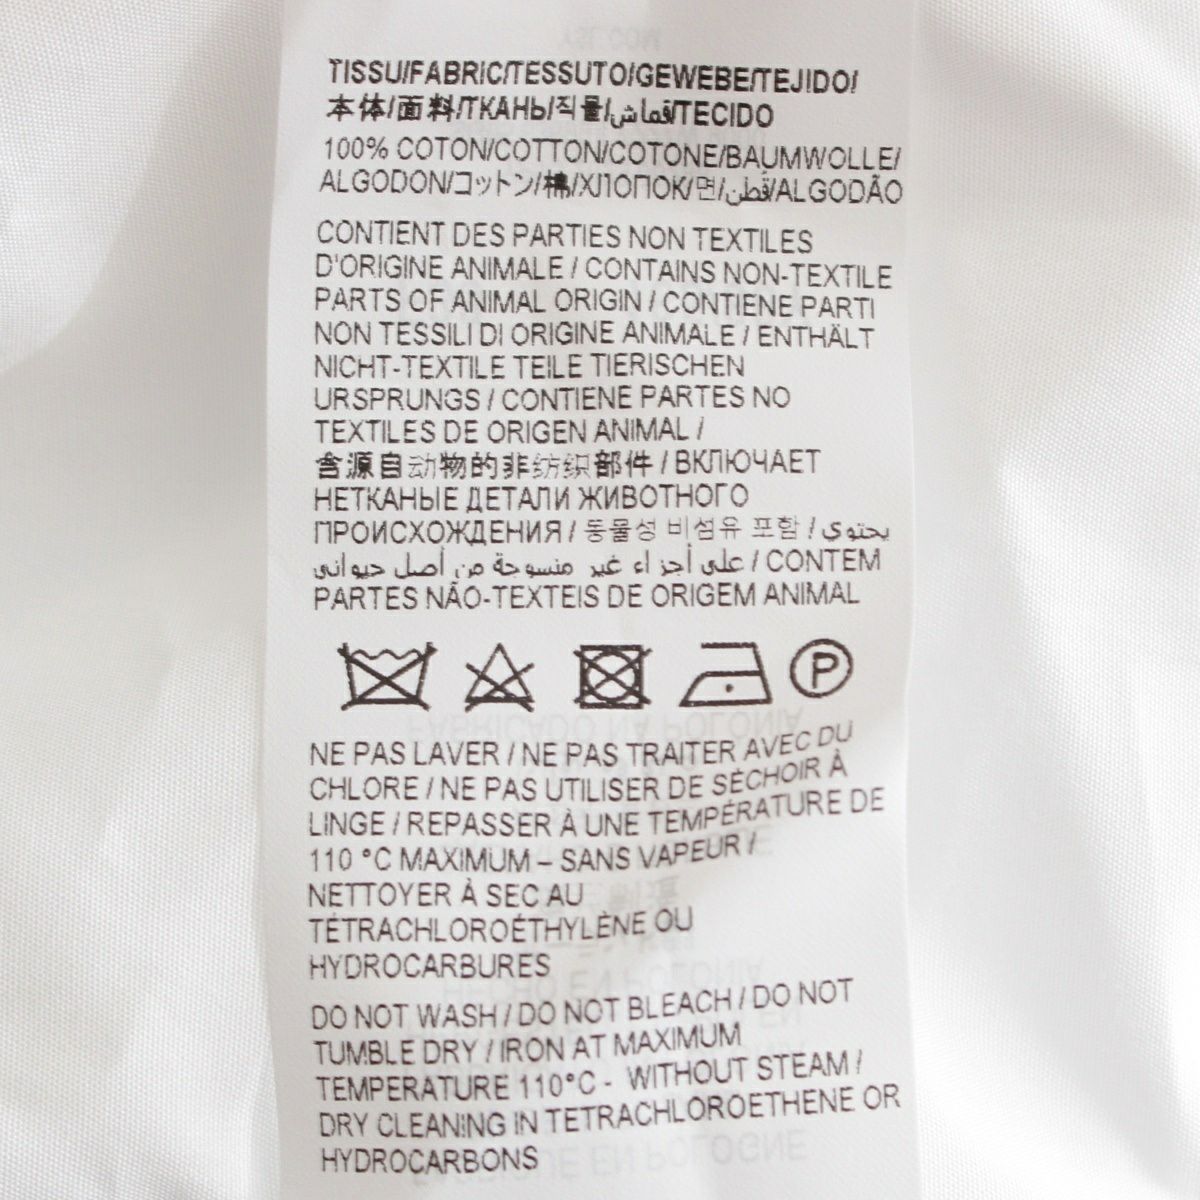 TISSU/FABRIC/TESSUTO/GEWEBE/TEJIDO/
本体/面料/ТКАНЬ/직물/قماش/TECIDO
100% COTON/COTTON/COTONE/BAUMWOLLE/
ALGODON/コットン/棉/ХЛОПОК/면/قطن/ALGODÃO
CONTIENT DES PARTIES NON TEXTILES
D'ORIGINE ANIMALE / CONTAINS NON-TEXTILE
PARTS OF ANIMAL ORIGIN / CONTIENE PARTI
NON TESSILI DI ORIGINE ANIMALE / ENTHÄLT
NICHT-TEXTILE TEILE TIERISCHEN
URSPRUNGS / CONTIENE PARTES NO
TEXTILES DE ORIGEN ANIMAL /
含源自动物的非纺织部件 / ВКЛЮЧАЕТ
НЕТКАНЫЕ ДЕТАЛИ ЖИВОТНОГО
ПРОИСХОЖДЕНИЯ / 동물성 비섬유 포함 / يحتوي
على أجزاء غير منسوجة من أصل حيواني / CONTEM
PARTES NÃO-TEXTEIS DE ORIGEM ANIMAL
P
NE PAS LAVER / NE PAS TRAITER AVEC DU
CHLORE / NE PAS UTILISER DE SÉCHOIR À
LINGE / REPASSER À UNE TEMPÉRATURE DE
110 °C MAXIMUM – SANS VAPEUR /
NETTOYER À SEC AU
TÉTRACHLOROÉTHYLÈNE OU
HYDROCARBURES
DO NOT WASH / DO NOT BLEACH / DO NOT
TUMBLE DRY / IRON AT MAXIMUM
TEMPERATURE 110°C - WITHOUT STEAM /
DRY CLEANING IN TETRACHLOROETHENE OR
HYDROCARBONS